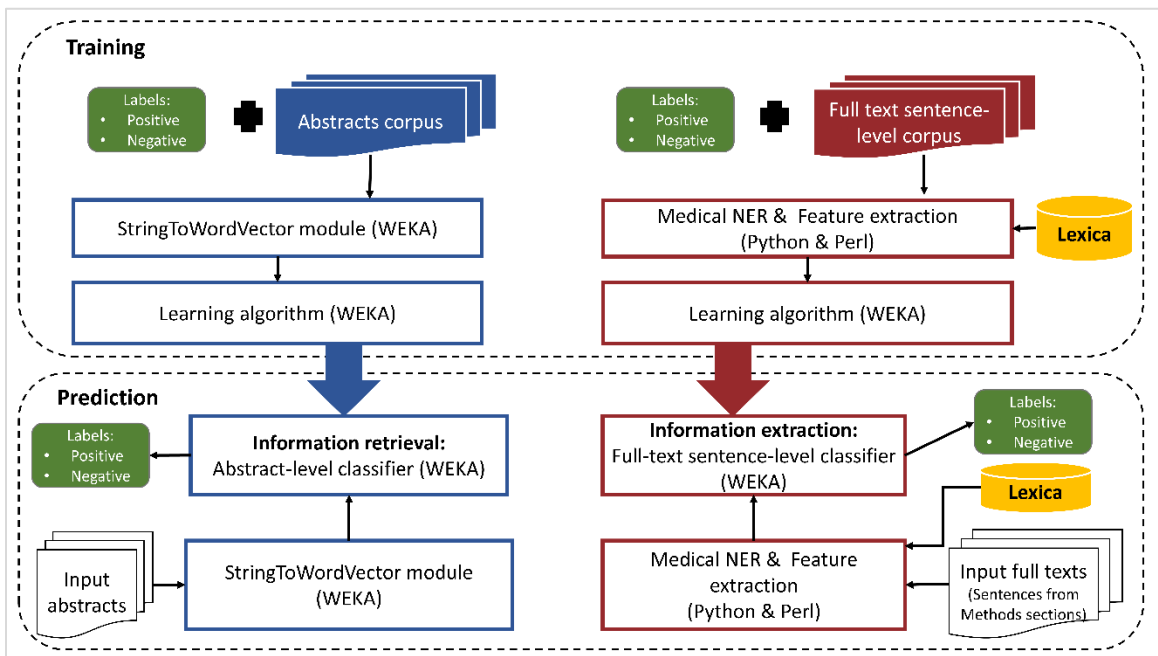 Training
Labels:
• Positive
• Negative
Abstracts corpus
Labels:
• Positive
• Negative
Full text sentence-
level corpus
StringToWordVector module (WEKA)
Medical NER & Feature extraction
(Python & Perl)
Lexica
Learning algorithm (WEKA)
Learning algorithm (WEKA)
Prediction
Labels:
• Positive
• Negative
Information retrieval:
Abstract-level classifier (WEKA)
Information extraction:
Full-text sentence-level classifier
(WEKA)
Labels:
• Positive
• Negative
Lexica
Input
abstracts
StringToWordVector module
(WEKA)
Medical NER & Feature
extraction
(Python & Perl)
Input full texts
(Sentences from
Methods sections)